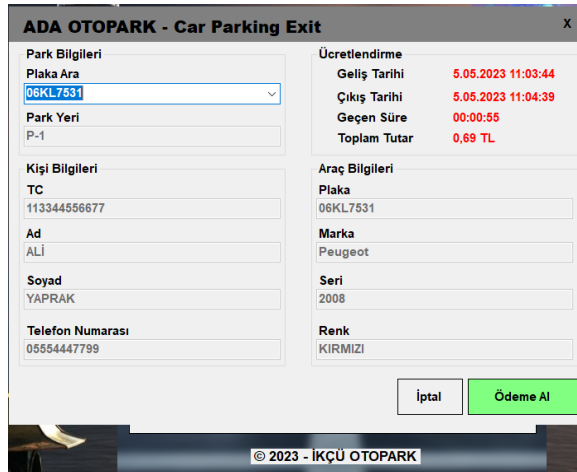 ADA OTOPARK - Car Parking Exit
X
Park Bilgileri
Plaka Ara
06KL7531
Park Yeri
P-1
Ücretlendirme
Geliş Tarihi 5.05.2023 11:03:44
Çıkış Tarihi 5.05.2023 11:04:39
Geçen Süre 00:00:55
Toplam Tutar 0,69 TL
Kişi Bilgileri
TC
113344556677
Ad
ALİ
Soyad
YAPRAK
Telefon Numarası
05554447799
Araç Bilgileri
Plaka
06KL7531
Marka
Peugeot
Seri
2008
Renk
KIRMIZI
İptal
Ödeme Al
© 2023 - İKÇÜ OTOPARK